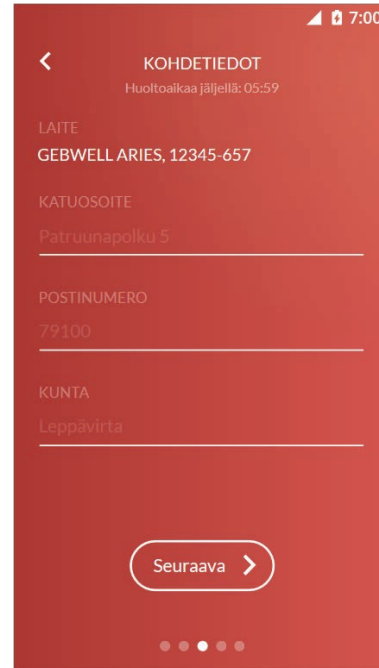 7:00
KOHDETIEDOT
Huoltoaikaa jäljellä: 05:59
LAITE
GEBWELL ARIES, 12345-657
KATUOSOITE
Patruunapolku 5
POSTINUMERO
79100
KUNTA
Leppävirta
Seuraava